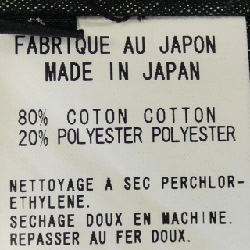 FABRIQUE AU JAPON
MADE IN JAPAN
80% COTON COTTON
20% POLYESTER POLYESTER
NETTOYAGE A SEC PERCHLOR-
ETHYLENE.
SECHAGE DOUX EN MACHINE.
REPASSER AU FER DOUX.